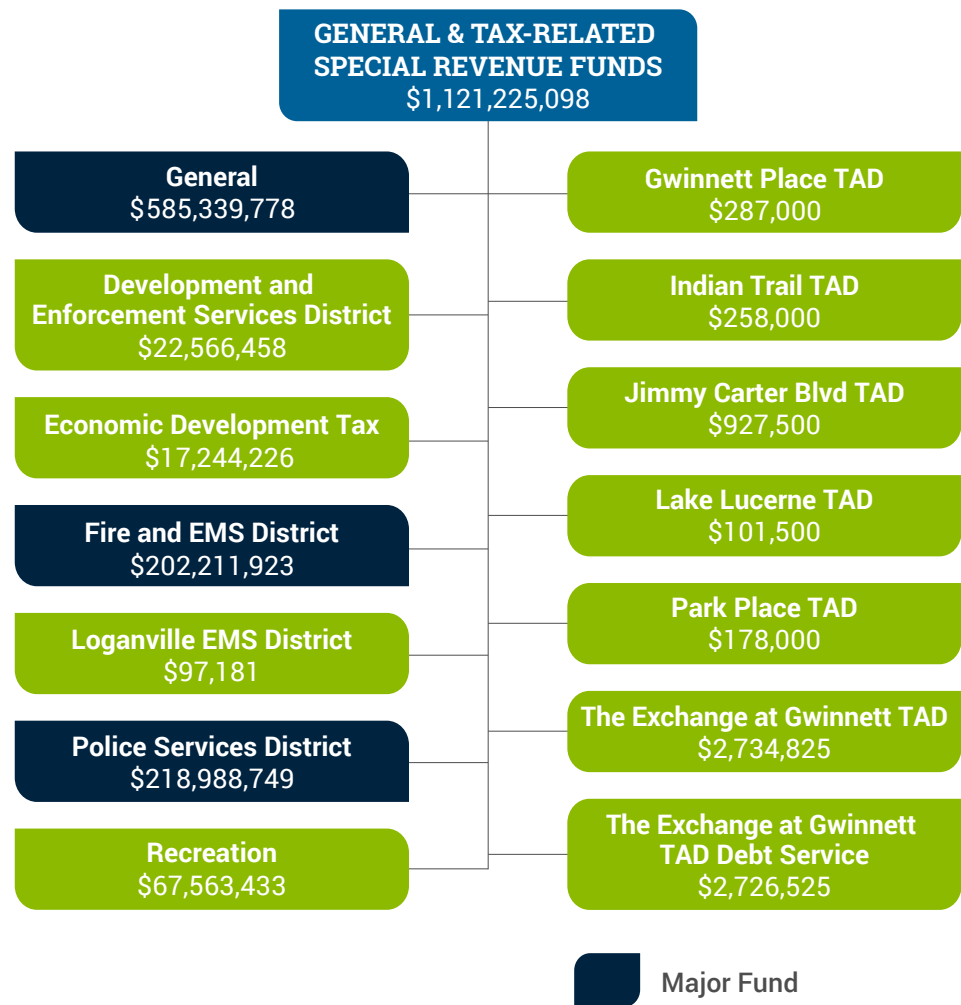 GENERAL & TAX-RELATED
SPECIAL REVENUE FUNDS
$1,121,225,098
General
$585,339,778
Development and
Enforcement Services District
$22,566,458
Economic Development Tax
$17,244,226
Fire and EMS District
$202,211,923
Loganville EMS District
$97,181
Police Services District
$218,988,749
Recreation
$67,563,433
Gwinnett Place TAD
$287,000
Indian Trail TAD
$258,000
Jimmy Carter Blvd TAD
$927,500
Lake Lucerne TAD
$101,500
Park Place TAD
$178,000
The Exchange at Gwinnett TAD
$2,734,825
The Exchange at Gwinnett
TAD Debt Service
$2,726,525
Major Fund